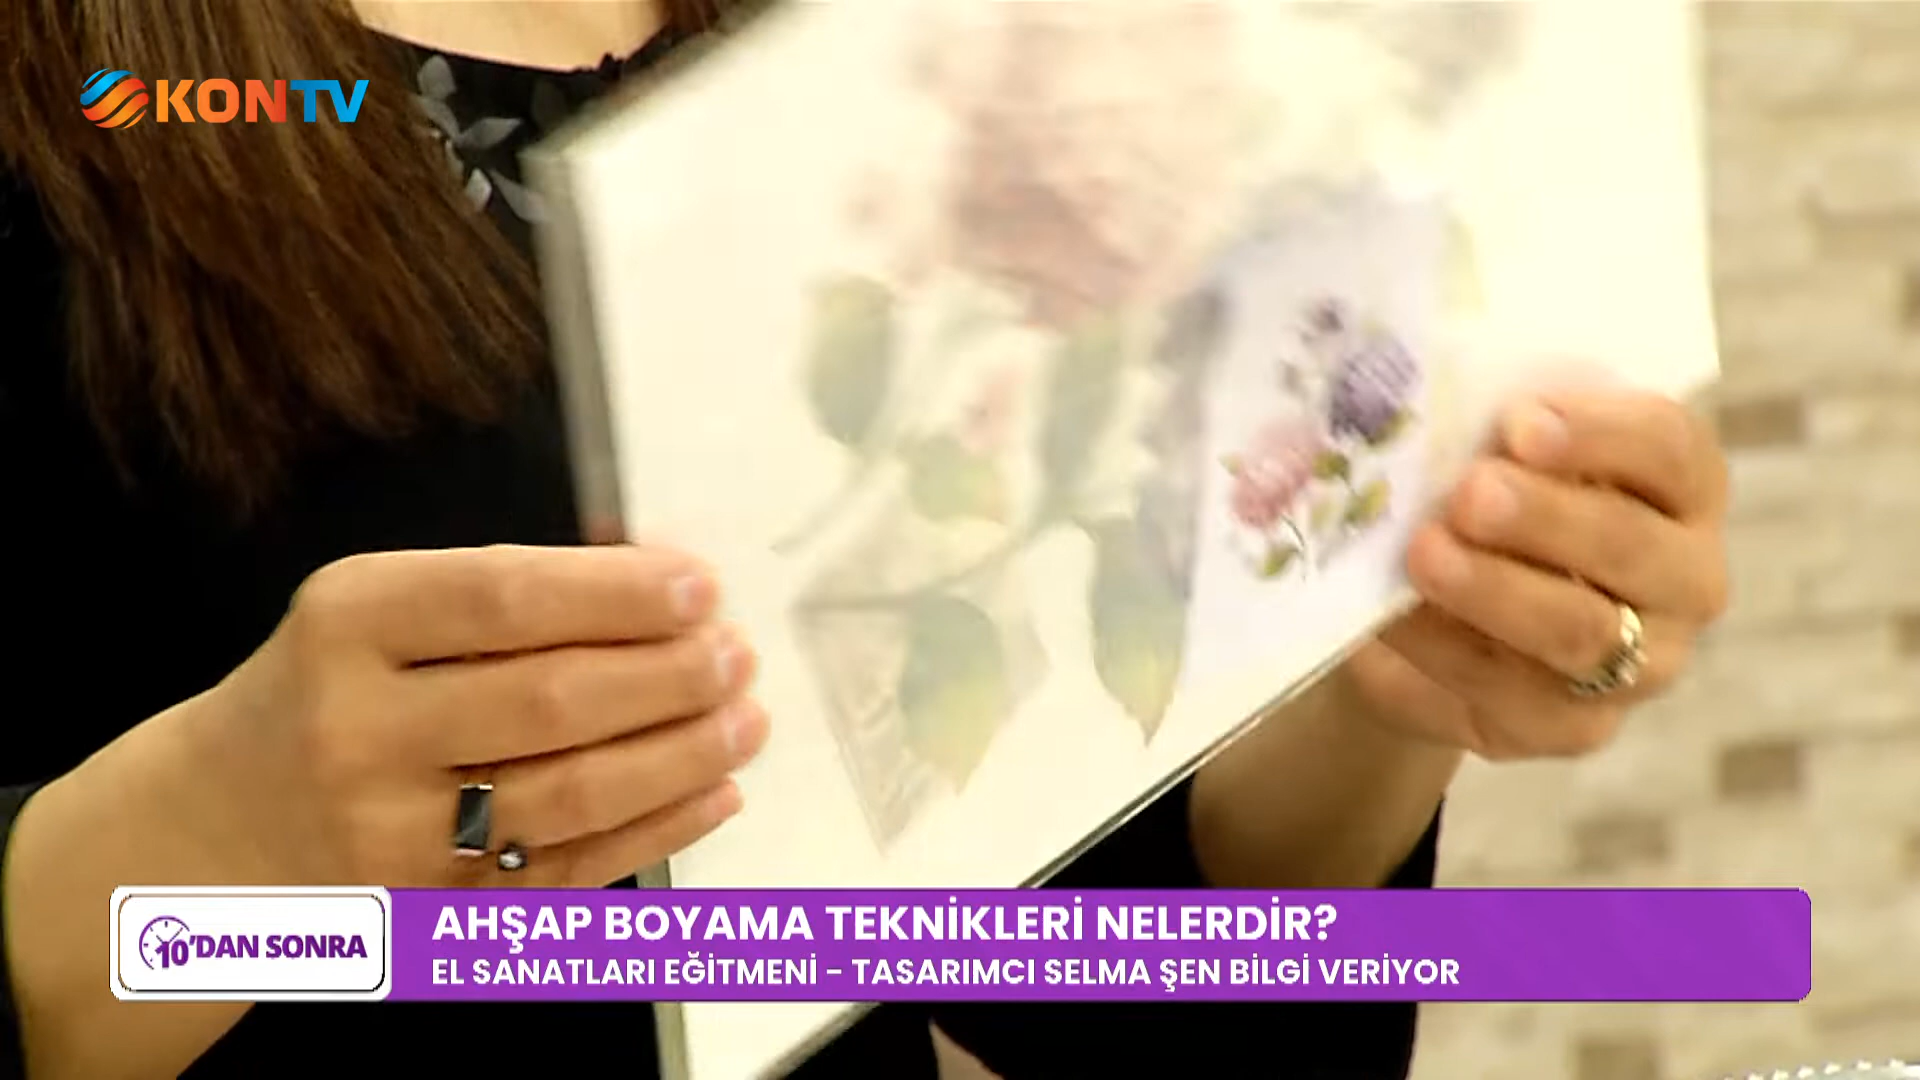 KONTV
AHŞAP BOYAMA TEKNİKLERİ NELERDİR?
10'DAN SONRA
EL SANATLARI EĞİTMENİ - TASARIMCI SELMA ŞEN BİLGİ VERİYOR